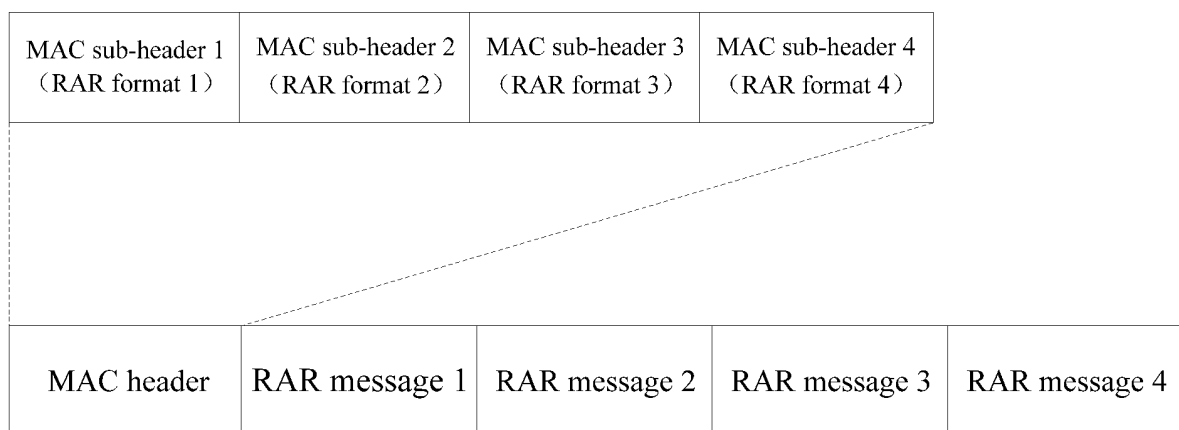 MAC sub-header 1
（RAR format 1）
MAC sub-header 2
（RAR format 2）
MAC sub-header 3
（RAR format 3）
MAC sub-header 4
（RAR format 4）
MAC header
RAR message 1
RAR message 2
RAR message 3
RAR message 4